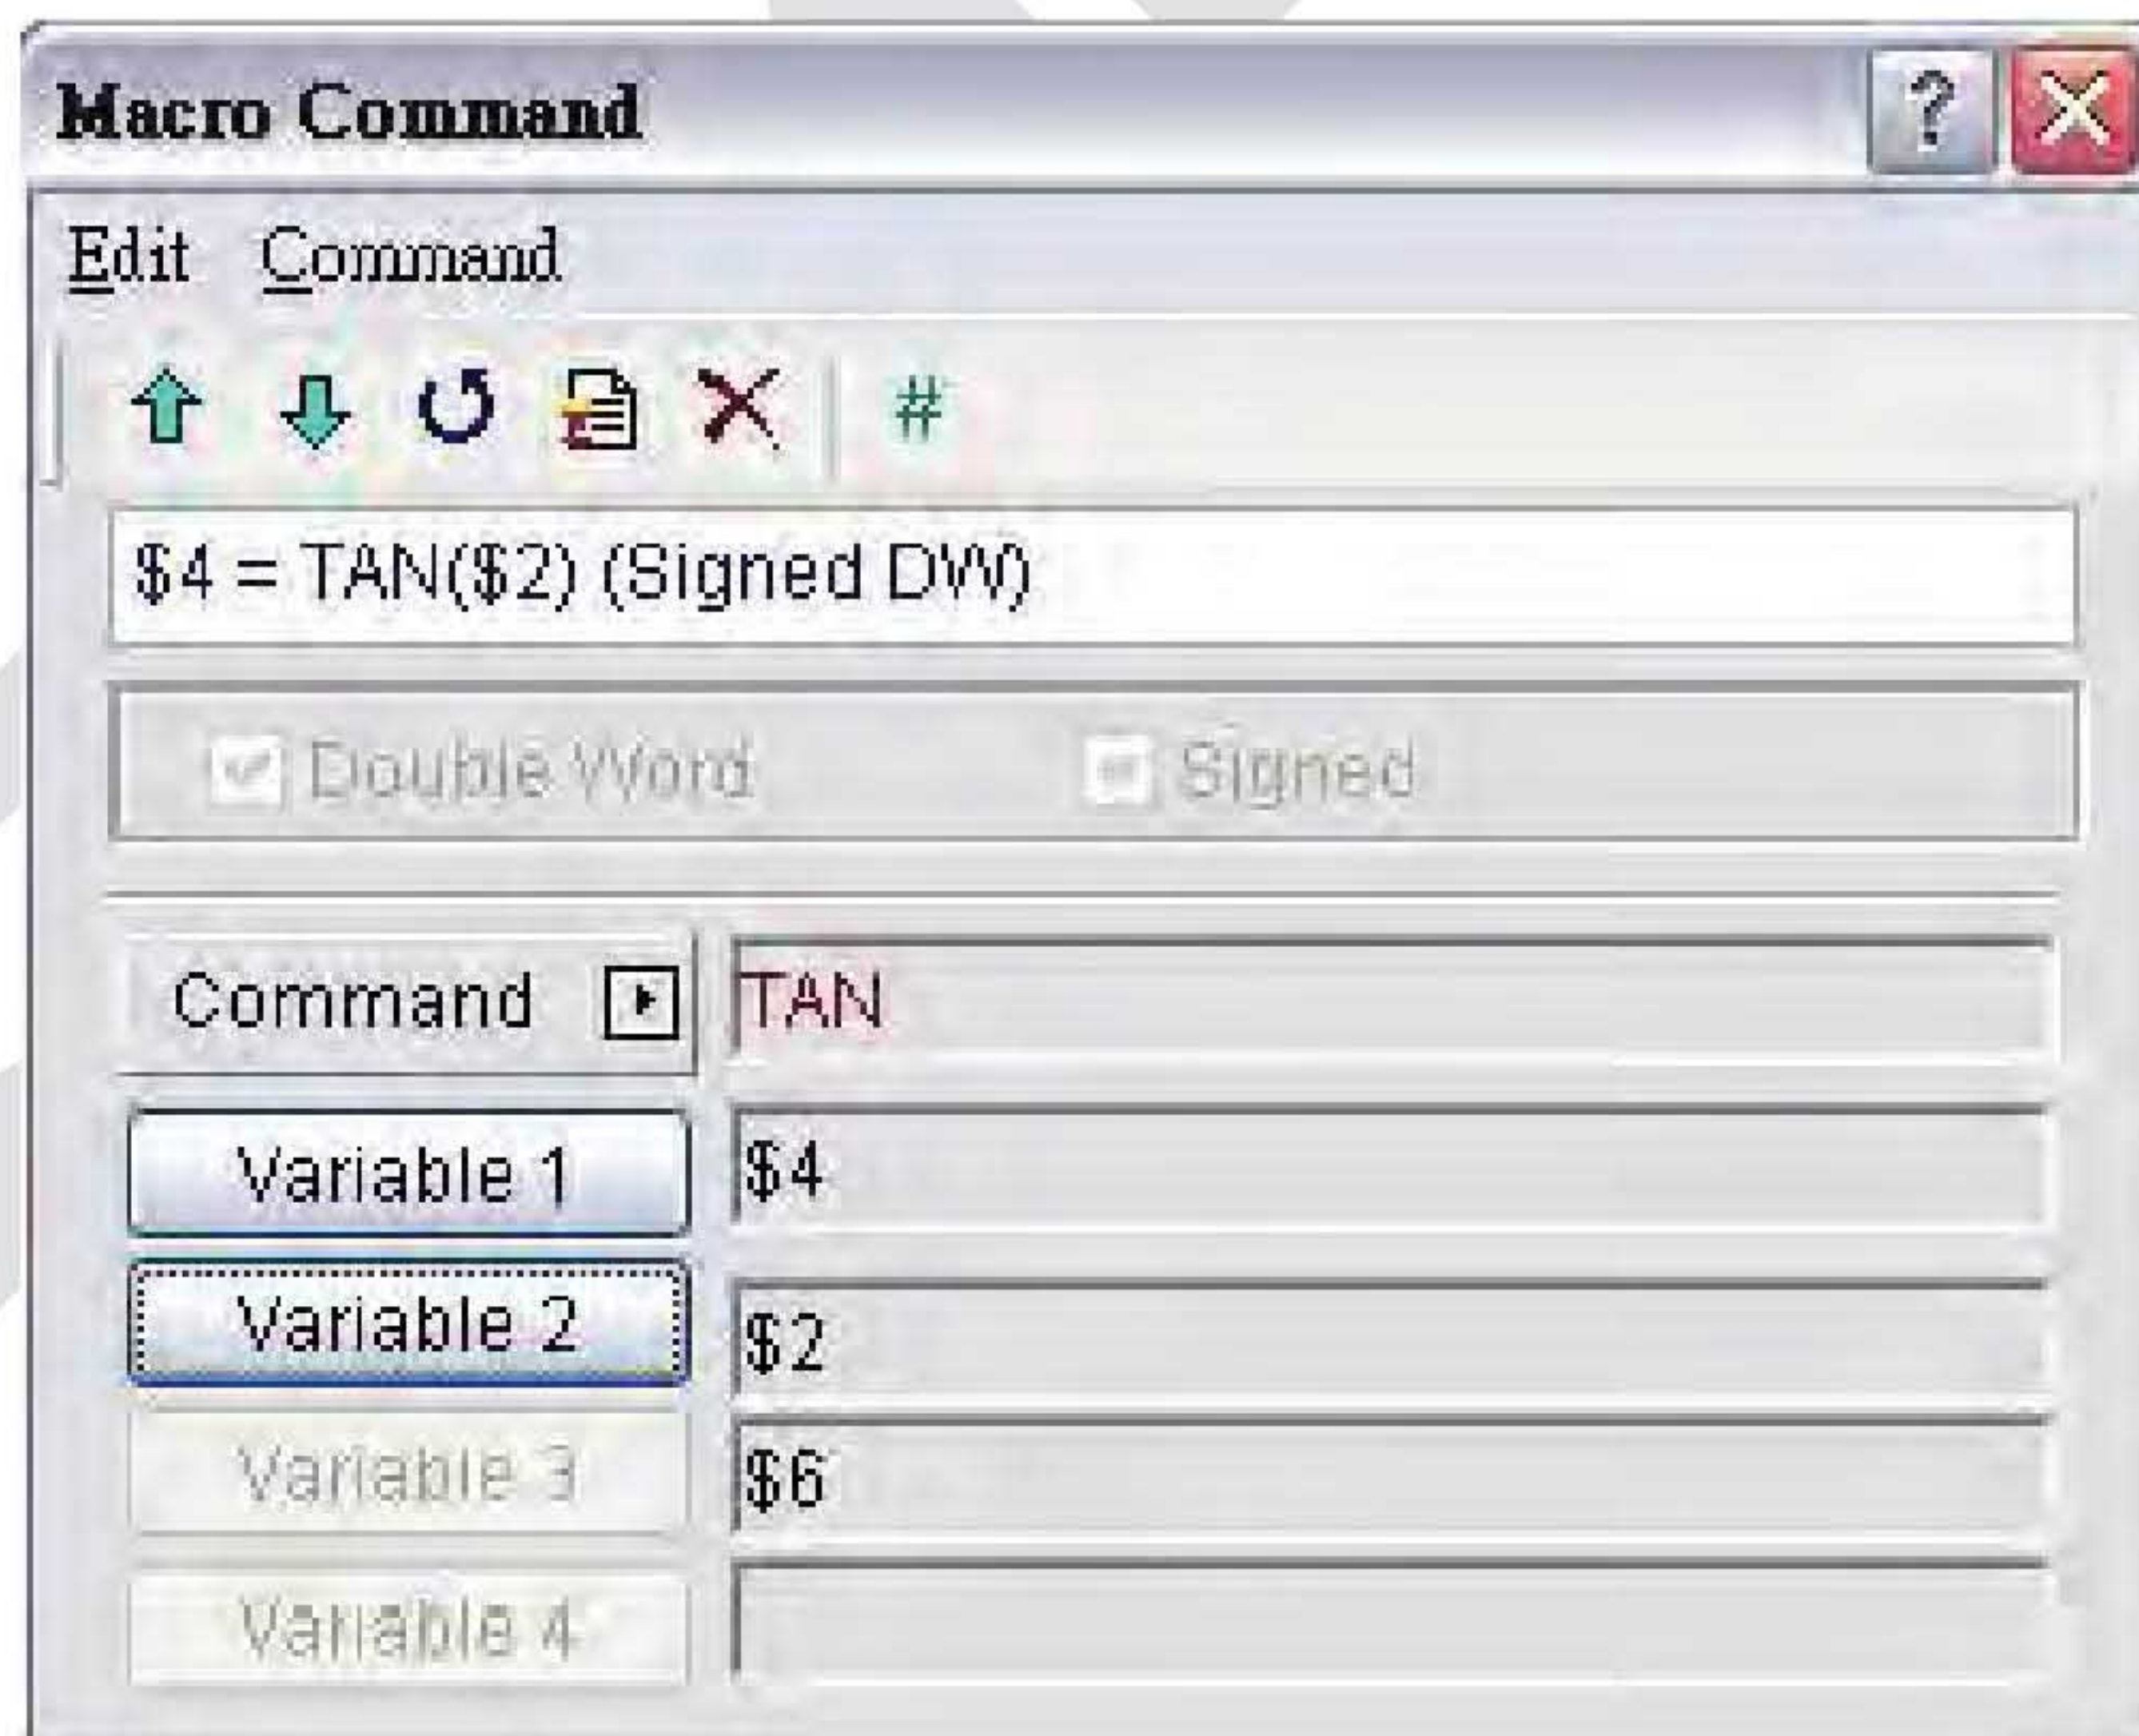 Macro Command
?
Edit Command
#
$4 = TAN($2) (Signed DW)
Double Word Signed
Command TAN
Variable 1 $4
Variable 2 $2
Variable 3 $6
Variable 4